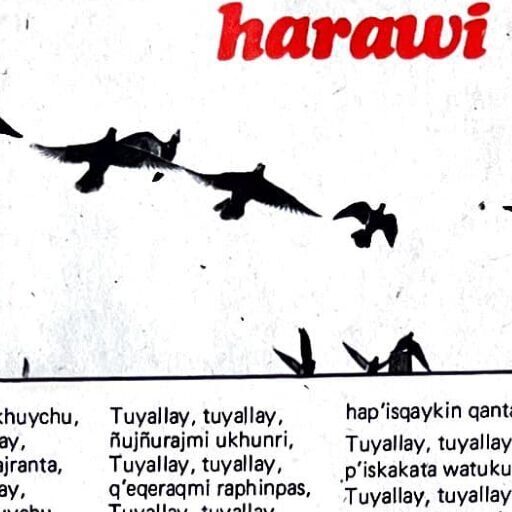 harawi
khuychu,
ay,
ajranta,
ay,
Tuyallay, tuyallay,
ñujñurajmi ukhunri,
Tuyallay, tuyallay,
q'eqeraqmi raphinpas,
Tuyallay, tuyallay
hap'isqaykin qanta
Tuyallay, tuyallay
p'iskakata watuku
Tuyallay, tuyallay